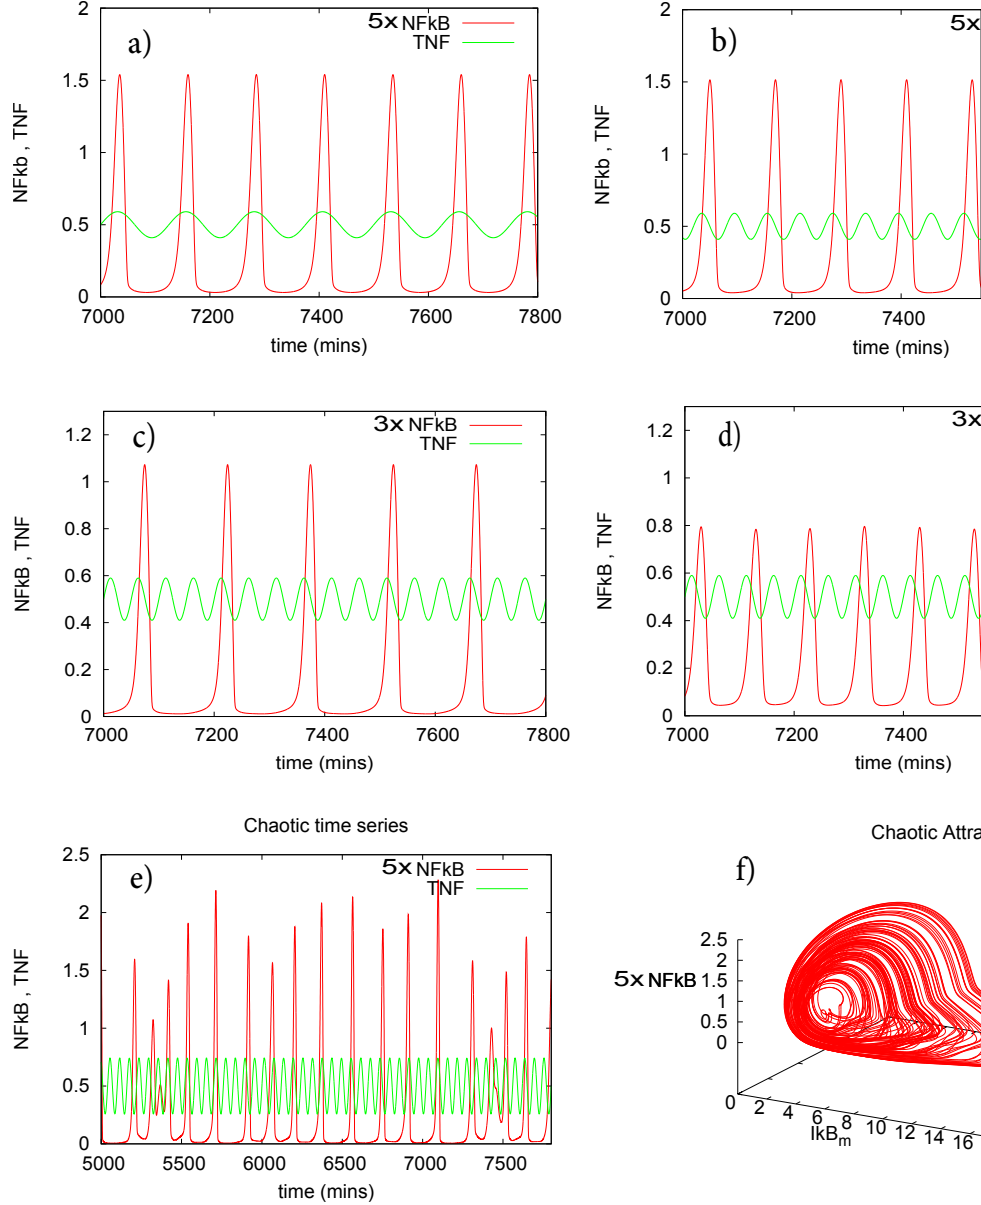 a)
5x NFkB
TNF
2
1.5
1
0.5
0
NFkb , TNF
7000 7200 7400 7600 7800
time (mins)
b)
5x
2
1.5
1
0.5
0
NFkb , TNF
7000 7200 7400
time (mins)
c)
3x NFkB
TNF
1.2
1
0.8
0.6
0.4
0.2
0
NFkB , TNF
7000 7200 7400 7600 7800
time (mins)
d)
3x
1.2
1
0.8
0.6
0.4
0.2
0
NFkB , TNF
7000 7200 7400
time (mins)
Chaotic time series
e)
5x NFkB
TNF
2.5
2
1.5
1
0.5
0
NFkB , TNF
5000 5500 6000 6500 7000 7500
time (mins)
Chaotic Attra
f)
2.5
2
1.5
1
0.5
0
5x NFkB
0 2 4 6 8 10 12 14 16
IkBm